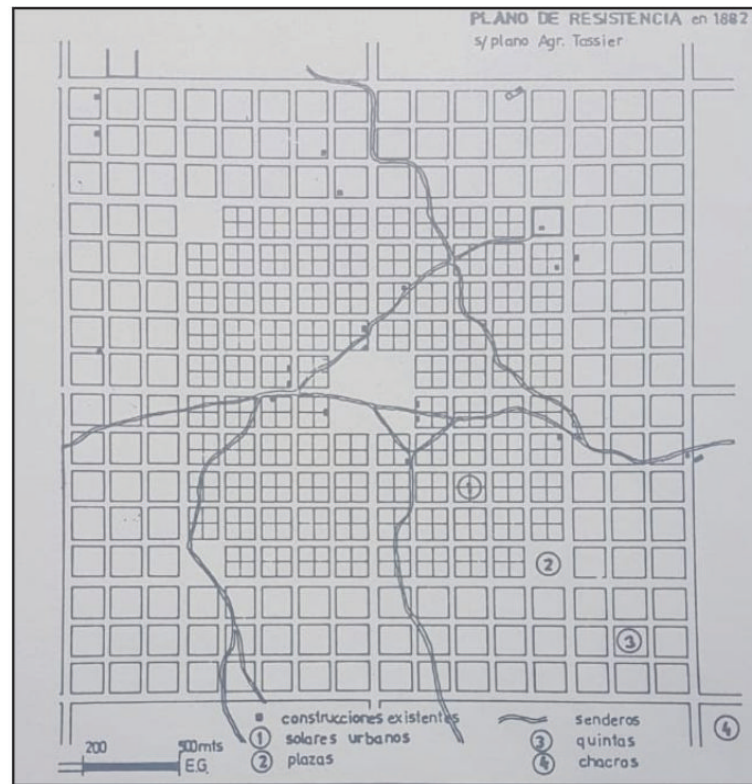 PLANO DE RESISTENCIA en 1882
s/plano Agr. Tassier
1
2
3
4
200
500mts
E.G.
construcciones existentes
1 solares urbanos
2 plazas
senderos
3 quintas
4 chacros